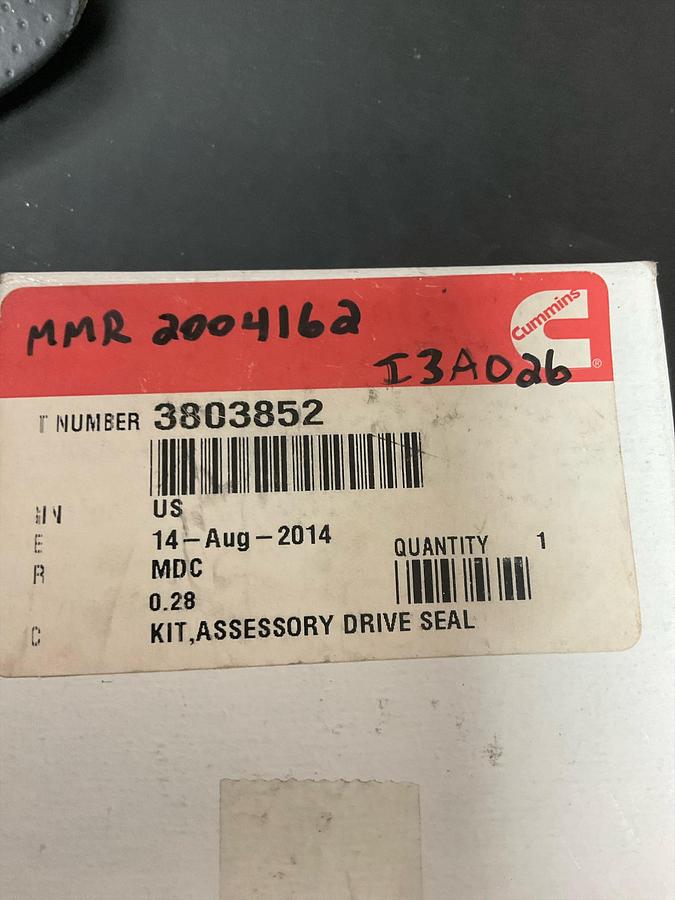 Cummins
®
MMR 2004162
I3A026
T NUMBER 3803852
US
E 14-Aug-2014
QUANTITY 1
R MDC
0.28
C KIT,ASSESSORY DRIVE SEAL